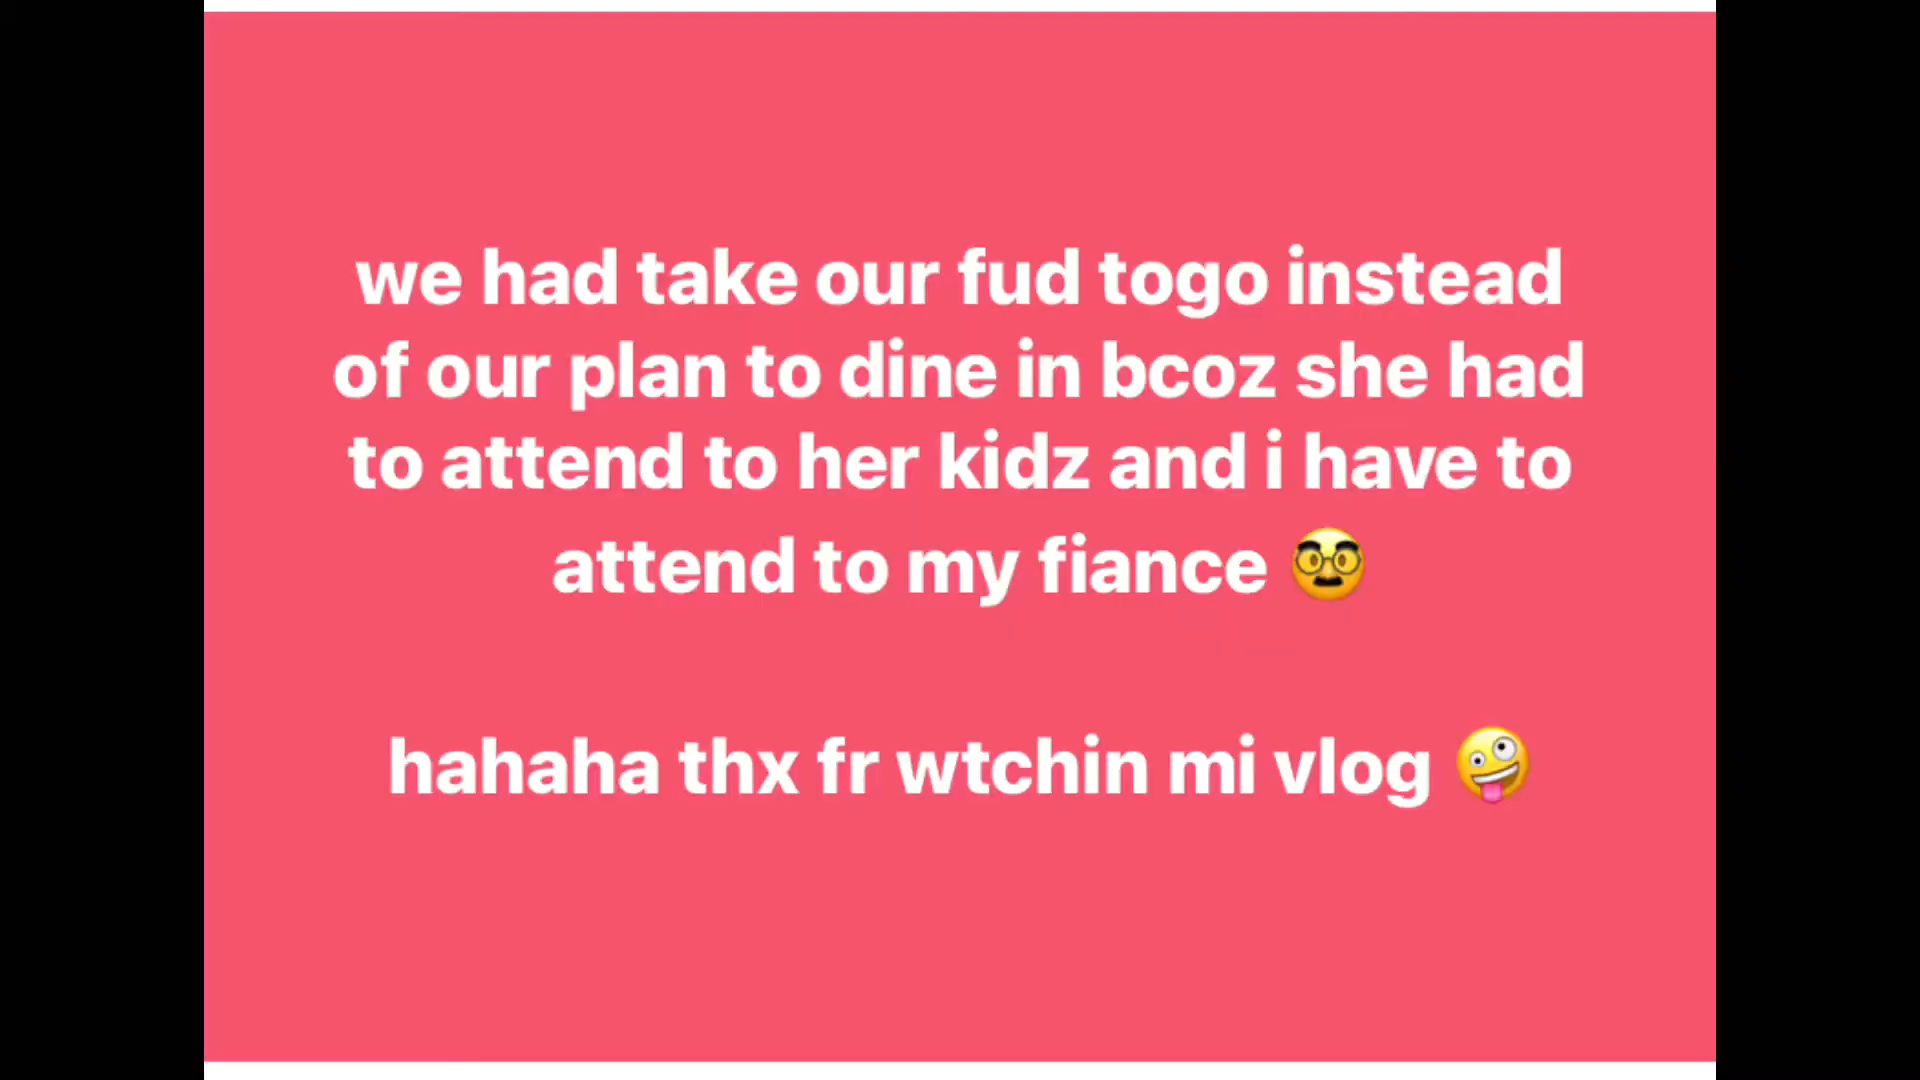 we had take our fud togo instead
of our plan to dine in bcoz she had
to attend to her kidz and i have to
attend to my fiance 🥸
hahaha thx fr wtchin mi vlog 🤪